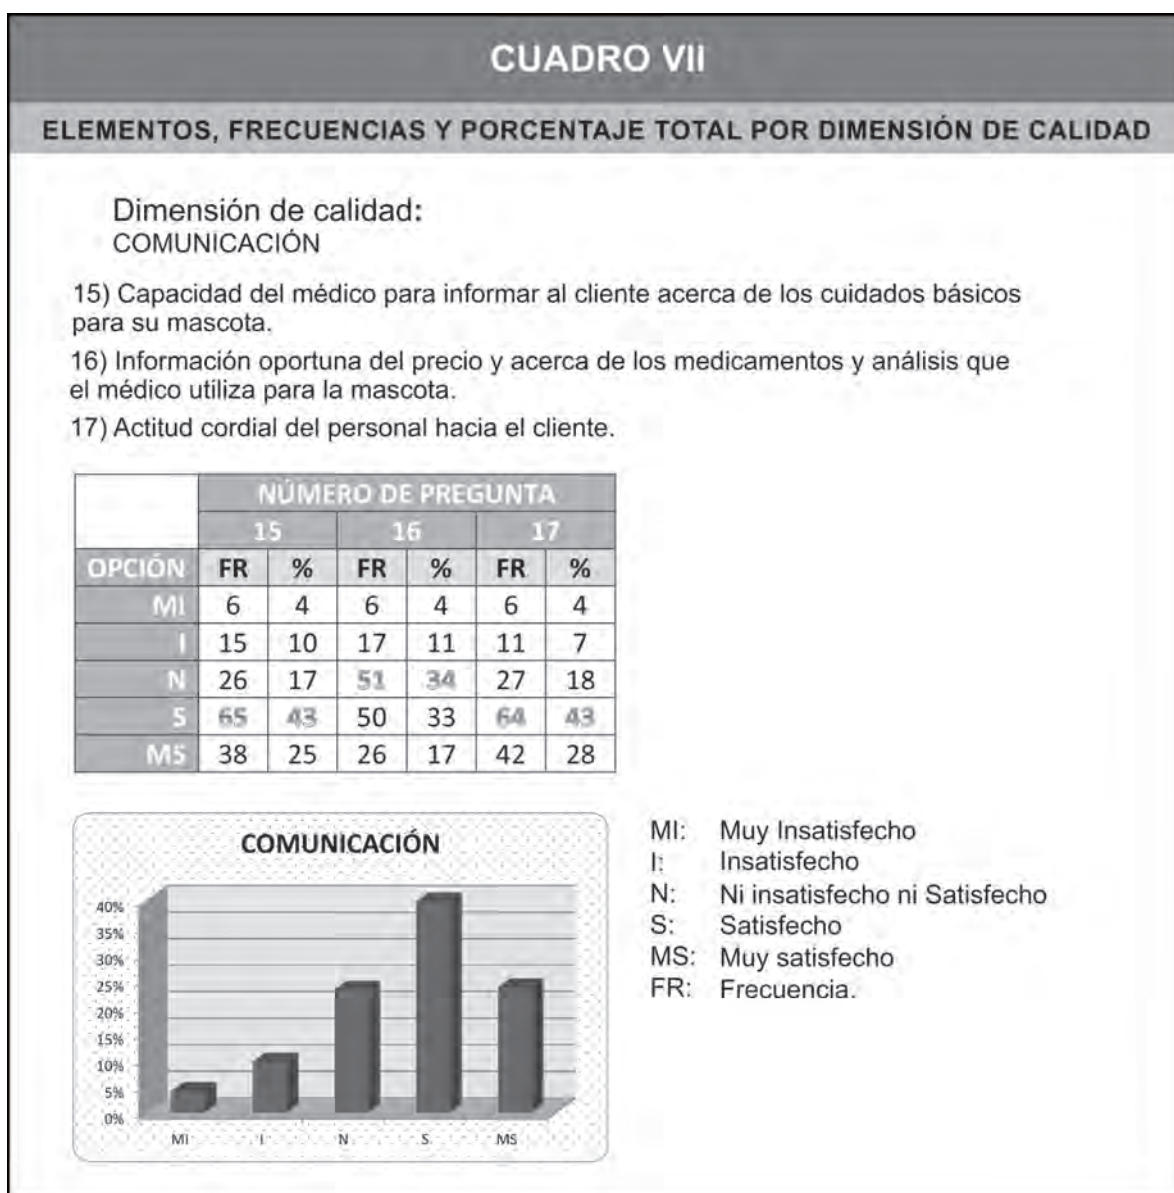 CUADRO VII
ELEMENTOS, FRECUENCIAS Y PORCENTAJE TOTAL POR DIMENSIÓN DE CALIDAD
Dimensión de calidad:
COMUNICACIÓN
15) Capacidad del médico para informar al cliente acerca de los cuidados básicos
para su mascota.
16) Información oportuna del precio y acerca de los medicamentos y análisis que
el médico utiliza para la mascota.
17) Actitud cordial del personal hacia el cliente.
NÚMERO DE PREGUNTA
15 16 17
OPCIÓN FR % FR % FR %
MI 6 4 6 4 6 4
I 15 10 17 11 11 7
N 26 17 51 34 27 18
S 65 43 50 33 64 43
MS 38 25 26 17 42 28
COMUNICACIÓN
40%
35%
30%
25%
20%
15%
10%
5%
0%
MI I N S MS
MI: Muy Insatisfecho
I: Insatisfecho
N: Ni insatisfecho ni Satisfecho
S: Satisfecho
MS: Muy satisfecho
FR: Frecuencia.